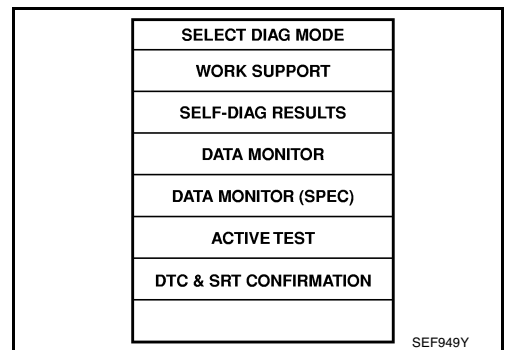 SELECT DIAG MODE
WORK SUPPORT
SELF-DIAG RESULTS
DATA MONITOR
DATA MONITOR (SPEC)
ACTIVE TEST
DTC & SRT CONFIRMATION
SEF949Y